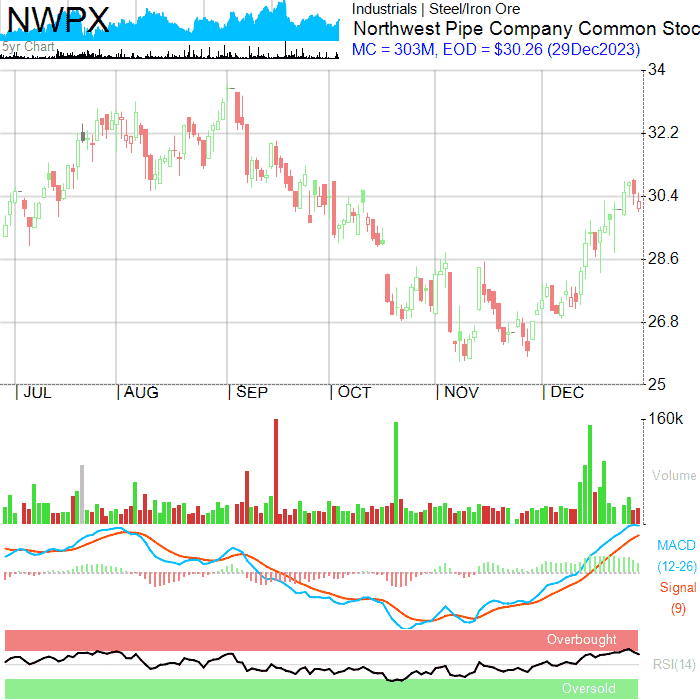 NWPX
5yr Chart
Industrials | Steel/Iron Ore
Northwest Pipe Company Common Stoc
MC = 303M, EOD = $30.26 (29Dec2023)
34
32.2
30.4
28.6
26.8
25
|JUL |AUG |SEP |OCT |NOV |DEC
160k
Volume
MACD
(12-26)
Signal
(9)
Overbought
RSI(14)
Oversold